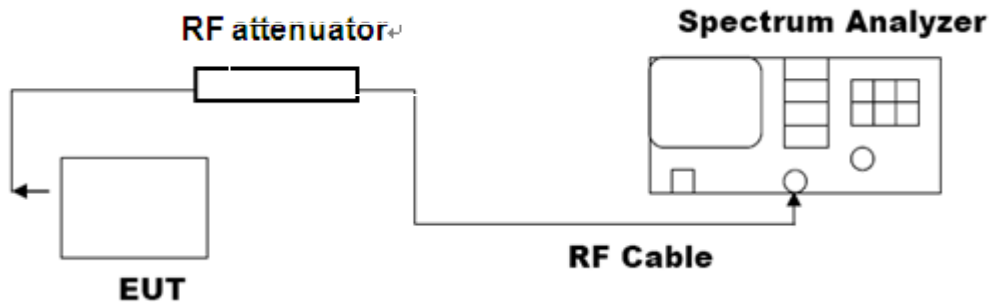 RF attenuator↵
Spectrum Analyzer
RF Cable
EUT